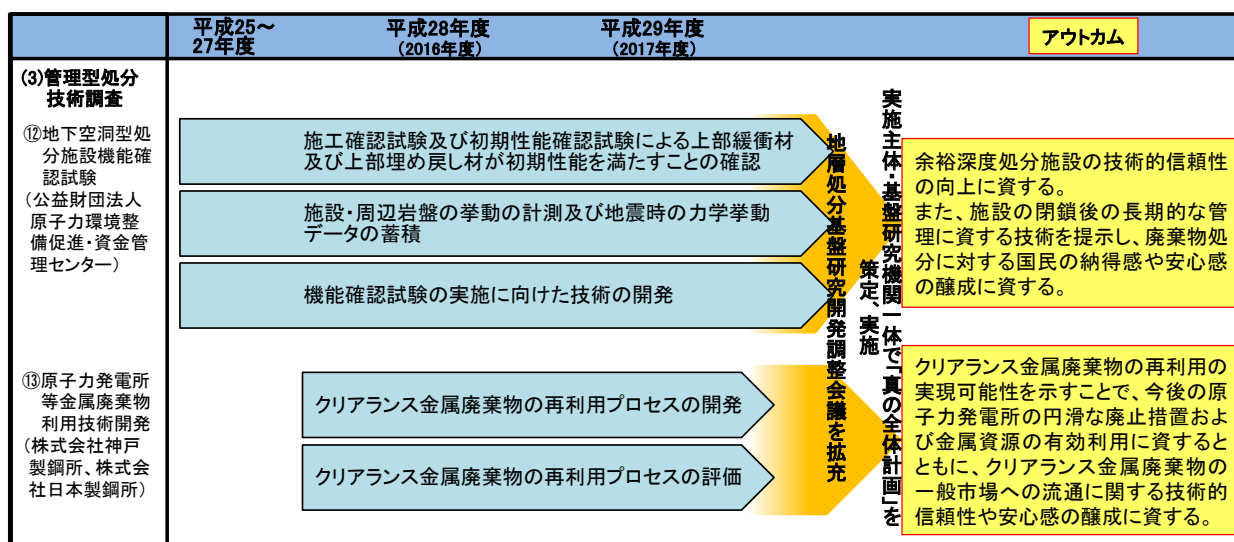 平成25～
27年度
平成28年度
(2016年度)
平成29年度
(2017年度)
アウトカム
(3)管理型処分
技術調査
⑫地下空洞型処
分施設機能確
認試験
(公益財団法人
原子力環境整
備促進・資金管
理センター)
施工確認試験及び初期性能確認試験による上部緩衝材
及び上部埋め戻し材が初期性能を満たすことの確認
施設・周辺岩盤の挙動の計測及び地震時の力学挙動
データの蓄積
機能確認試験の実施に向けた技術の開発
⑬原子力発電所
等金属廃棄物
利用技術開発
(株式会社神戸
製鋼所、株式会
社日本製鋼所)
クリアランス金属廃棄物の再利用プロセスの開発
クリアランス金属廃棄物の再利用プロセスの評価
地層処分基盤研究開発調整会議を拡充
実施主体・基盤研究機関一体で「真の全体計画」を
策定、実施
余裕深度処分施設の技術的信頼性
の向上に資する。
また、施設の閉鎖後の長期的な管
理に資する技術を提示し、廃棄物処
分に対する国民の納得感や安心感
の醸成に資する。
クリアランス金属廃棄物の再利用の
実現可能性を示すことで、今後の原
子力発電所の円滑な廃止措置およ
び金属資源の有効利用に資すると
ともに、クリアランス金属廃棄物の
一般市場への流通に関する技術的
信頼性や安心感の醸成に資する。